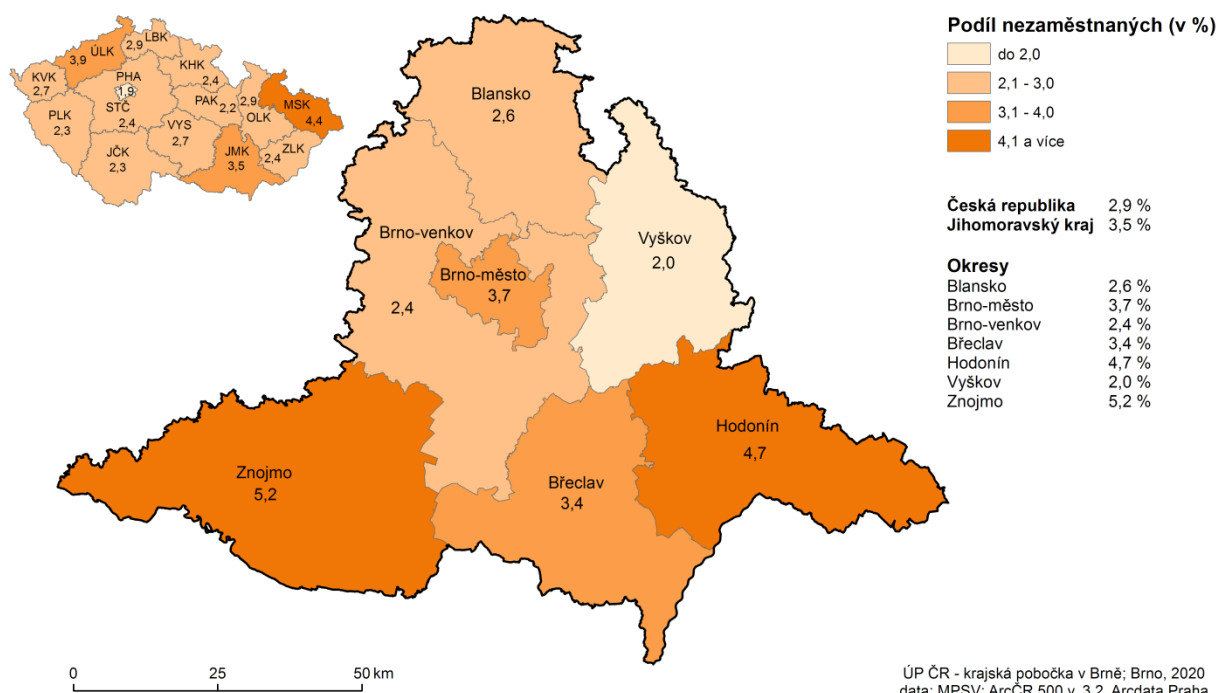 LBK
2,9
ÚLK
3,9
KVK
2,7
KHK
2,4
PHA
1,9
STČ
2,4
PAK
2,2
2,9
OLK
MSK
4,4
PLK
2,3
VYS
2,7
JČK
2,3
JMK
3,5
ZLK
2,4
Blansko
2,6
Brno-venkov
2,4
Brno-město
3,7
Vyškov
2,0
Znojmo
5,2
Břeclav
3,4
Hodonín
4,7
Podíl nezaměstnaných (v %)
do 2,0
2,1 - 3,0
3,1 - 4,0
4,1 a více
Česká republika 2,9 %
Jihomoravský kraj 3,5 %
Okresy
Blansko 2,6 %
Brno-město 3,7 %
Brno-venkov 2,4 %
Břeclav 3,4 %
Hodonín 4,7 %
Vyškov 2,0 %
Znojmo 5,2 %
0 25 50 km
ÚP ČR - krajská pobočka v Brně; Brno, 2020
data: MPSV; ArcČR 500 v. 3.2, Arcdata Praha